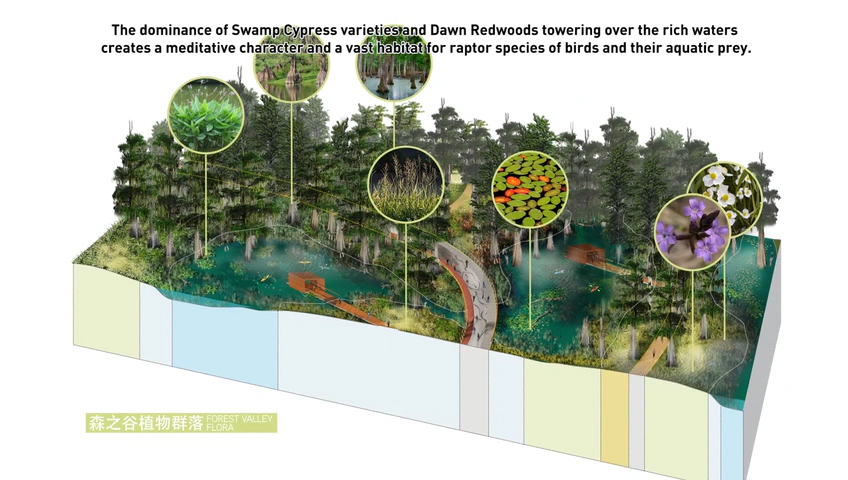 The dominance of Swamp Cypress varieties and Dawn Redwoods towering over the rich waters
creates a meditative character and a vast habitat for raptor species of birds and their aquatic prey.
森之谷植物群落 FOREST VALLEY
FLORA